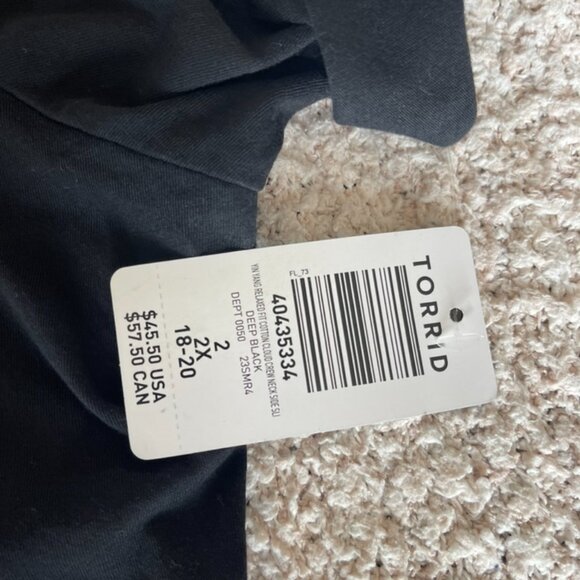 TORRID
FL_73
40435334
YIN YANG RELAXED FIT COTTON CLOUD CREW NECK SIDE SLI
DEEP BLACK
DEPT 0050 23SMR4
2
2X
18-20
$45.50 USA
$57.50 CAN